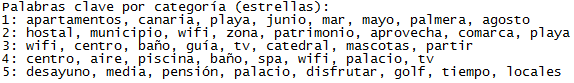 Palabras clave por categoría (estrellas):
1: apartamentos, canaria, playa, junio, mar, mayo, palmera, agosto
2: hostal, municipio, wifi, zona, patrimonio, aprovecha, comarca, playa
3: wifi, centro, baño, guía, tv, catedral, mascotas, partir
4: centro, aire, piscina, baño, spa, wifi, palacio, tv
5: desayuno, media, pensión, palacio, disfrutar, golf, tiempo, locales